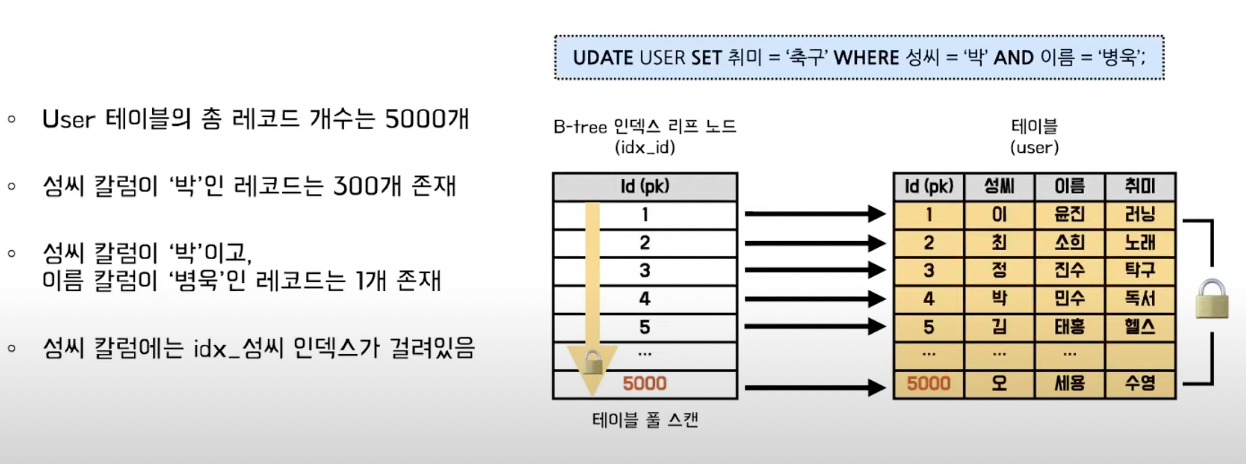 UDATE USER SET 취미 = ‘축구’ WHERE 성씨 = ‘박’ AND 이름 = ‘병욱’;
User 테이블의 총 레코드 개수는 5000개
성씨 칼럼이 ‘박’인 레코드는 300개 존재
성씨 칼럼이 ‘박’이고,
이름 칼럼이 ‘병욱’인 레코드는 1개 존재
성씨 칼럼에는 idx_성씨 인덱스가 걸려있음
B-tree 인덱스 리프 노드
(idx_id)
Id (pk)
1
2
3
4
5
...
5000
테이블 풀 스캔
테이블
(user)
Id (pk) 성씨 이름 취미
1 이 윤진 러닝
2 최 소희 노래
3 정 진수 탁구
4 박 민수 독서
5 김 태홍 헬스
... ... ...
5000 오 세용 수영